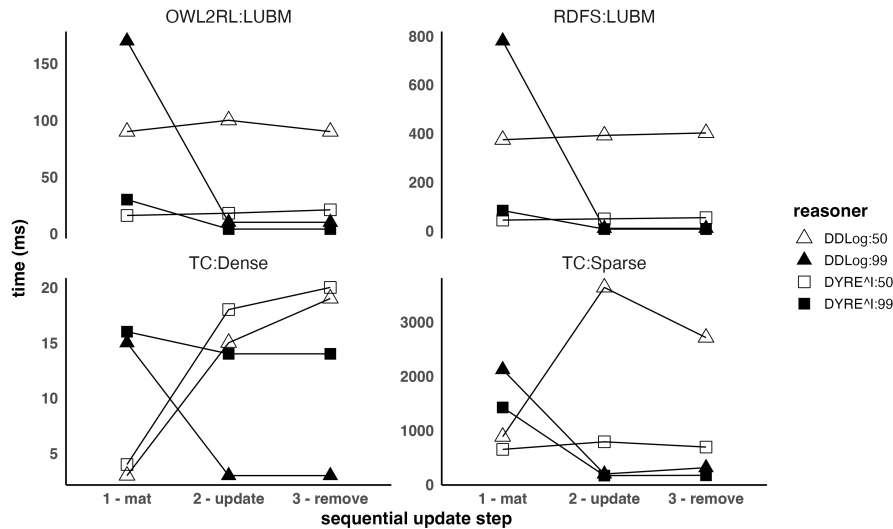 OWL2RL:LUBM
RDFS:LUBM
150
100
50
0
800
600
400
200
0
TC:Dense
TC:Sparse
20
15
10
5
3000
2000
1000
0
1 - mat 2 - update 3 - remove
1 - mat 2 - update 3 - remove
time (ms)
sequential update step
reasoner
DDLog:50
DDLog:99
DYRE^I:50
DYRE^I:99